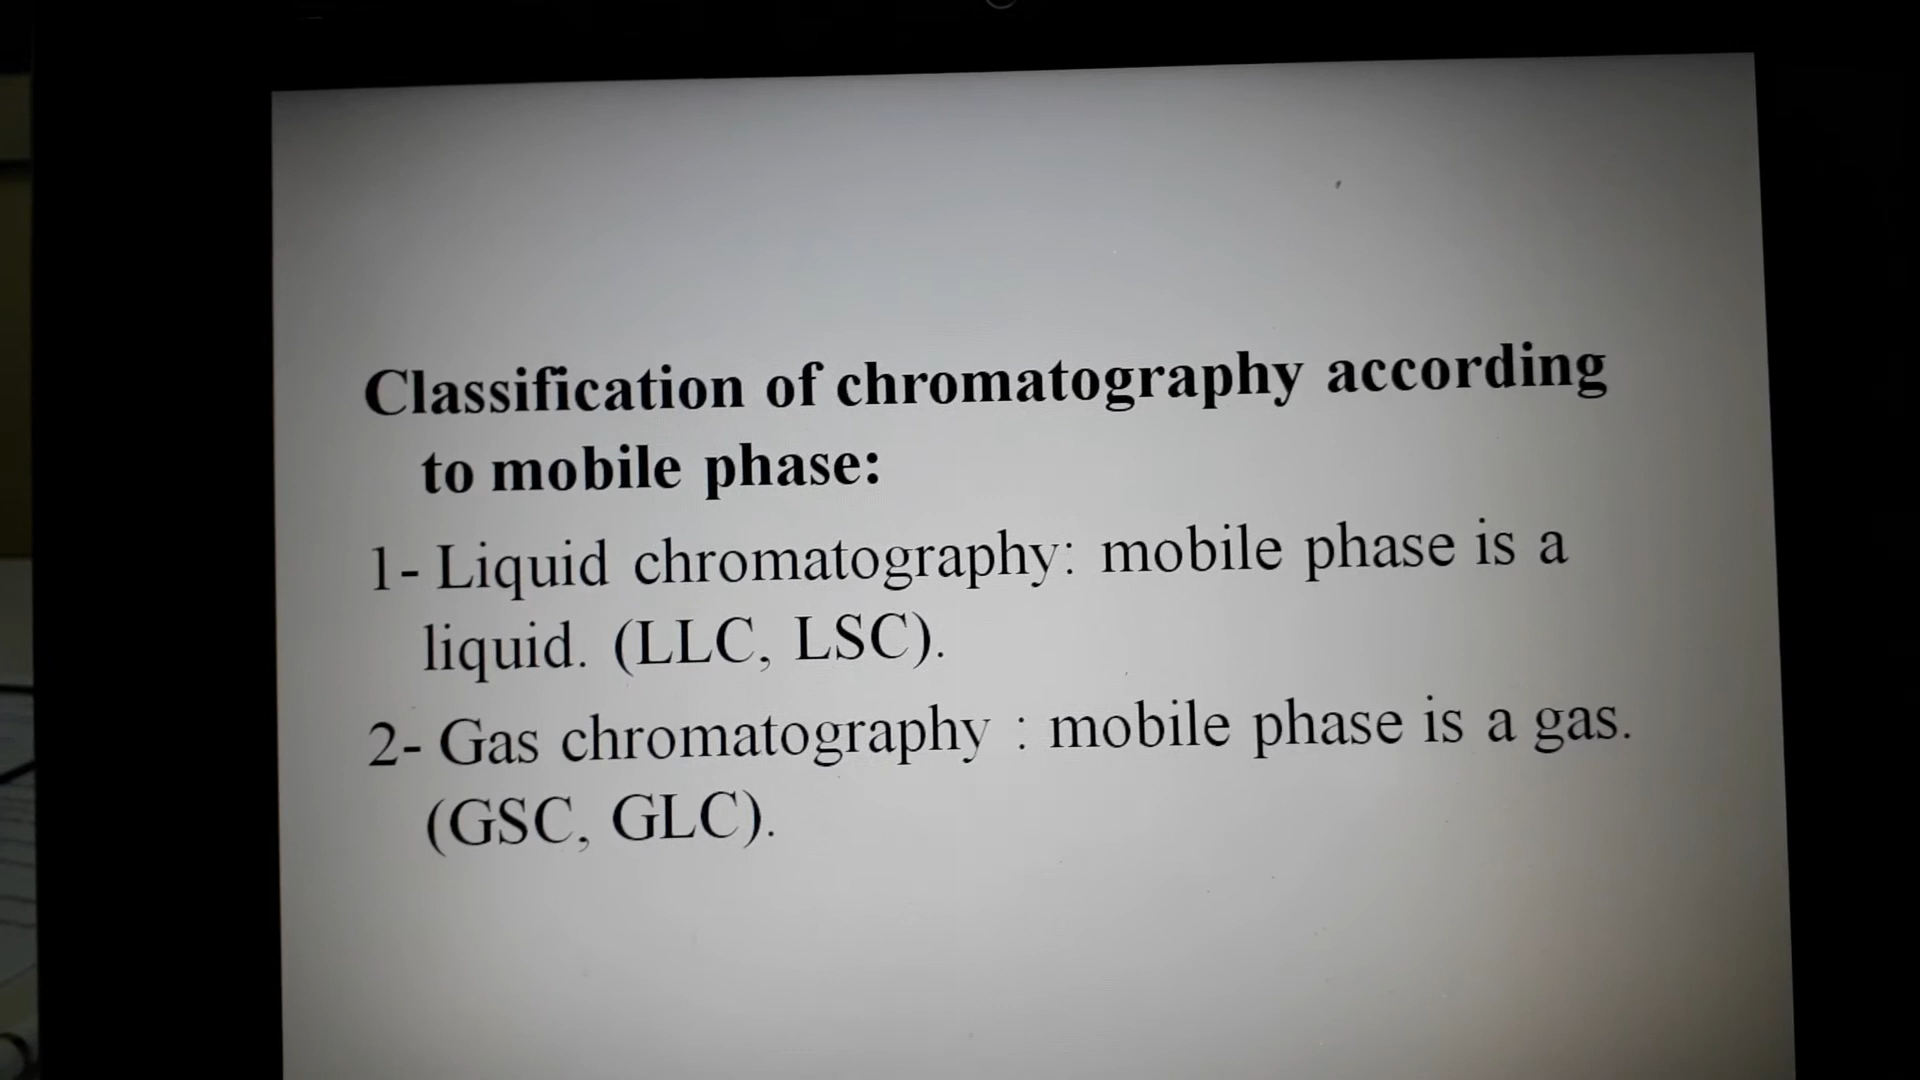 Classification of chromatography according
to mobile phase:
1- Liquid chromatography: mobile phase is a
liquid. (LLC, LSC).
2- Gas chromatography : mobile phase is a gas.
(GSC, GLC).